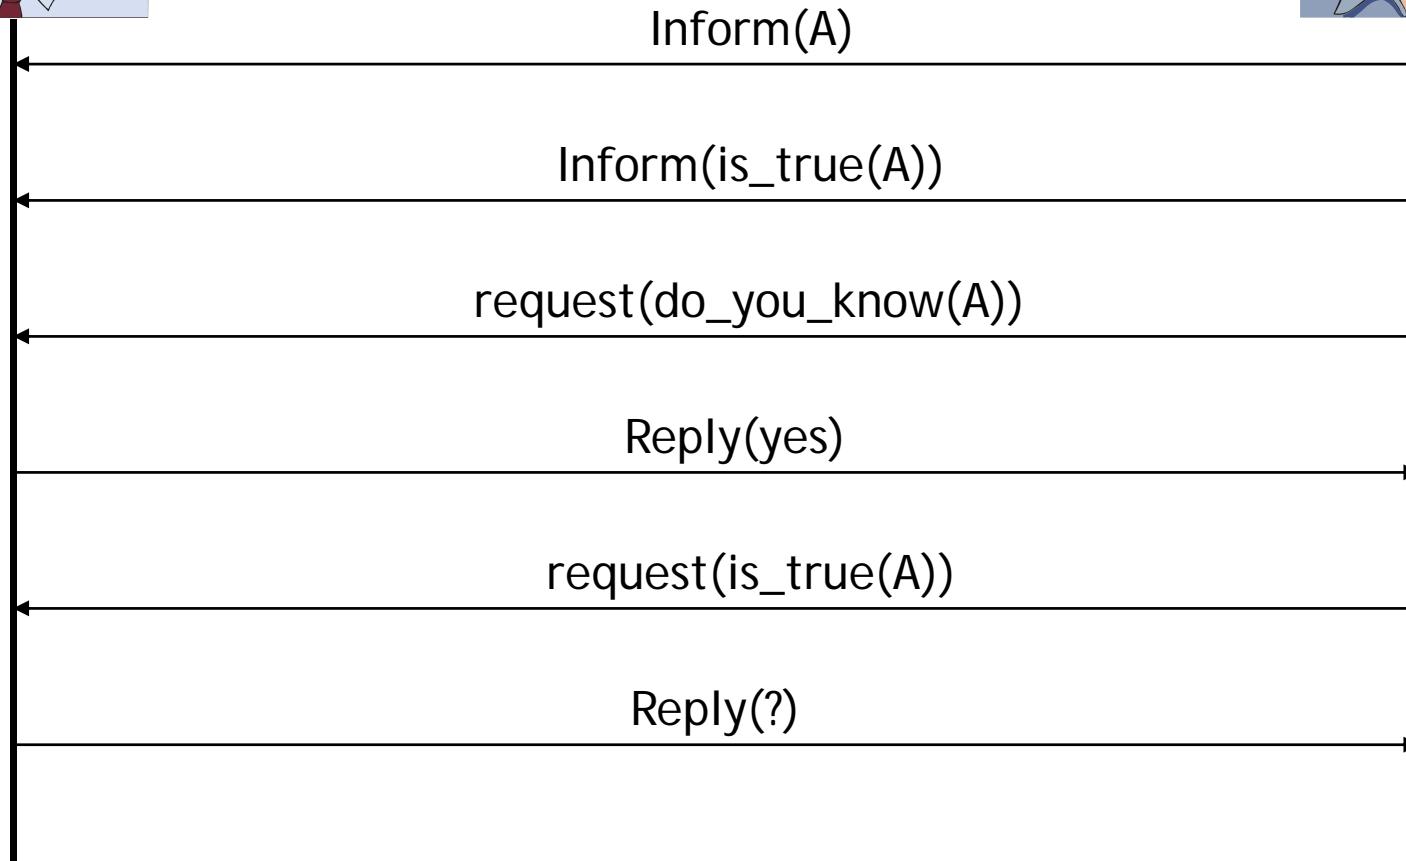 Inform(A)
Inform(is_true(A))
request(do_you_know(A))
Reply(yes)
request(is_true(A))
Reply(?)